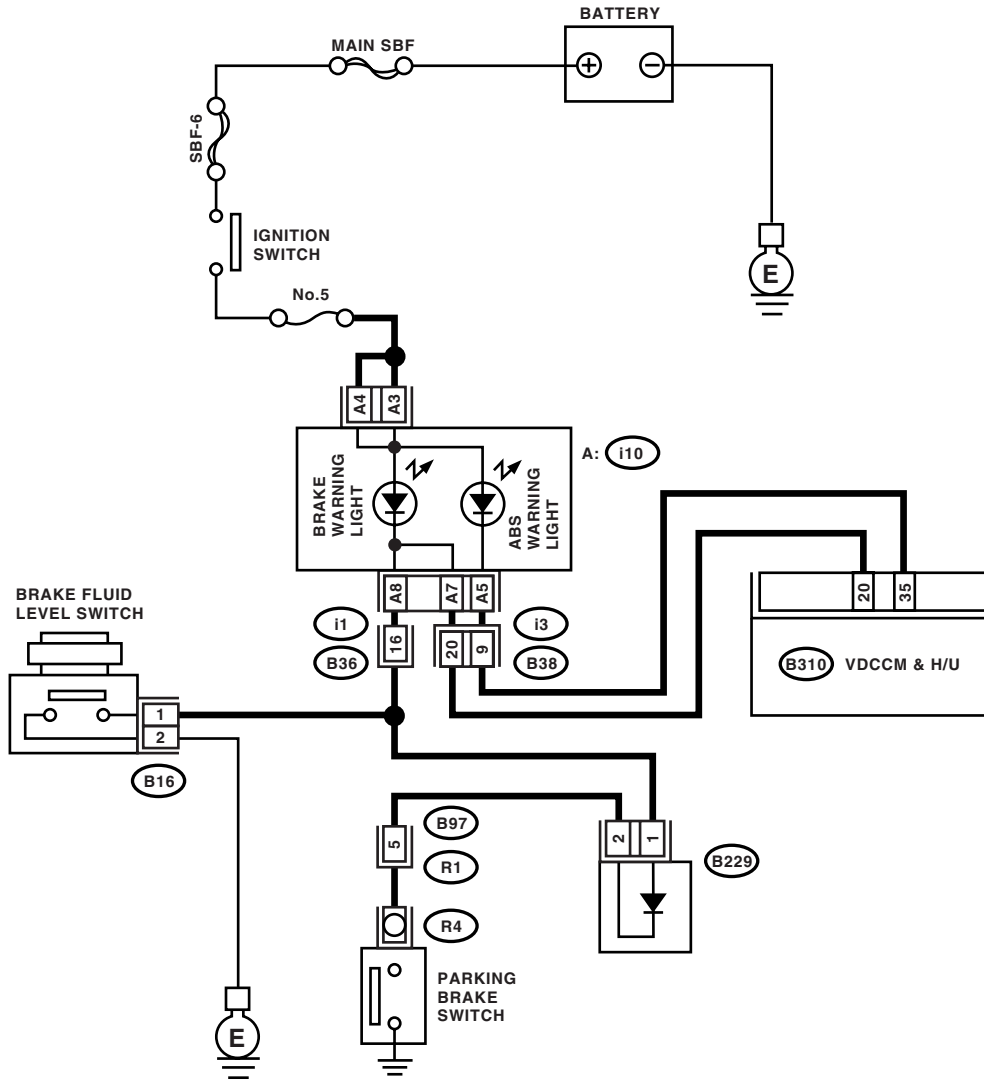 BATTERY
MAIN SBF
SBF-6
IGNITION
SWITCH
E
No.5
A4
A3
A: i10
BRAKE
WARNING
LIGHT
ABS
WARNING
LIGHT
A8
A7
A5
20
35
BRAKE FLUID
LEVEL SWITCH
i1
16
20
9
i3
B36
B38
B310
VDCCM & H/U
1
2
B16
B97
5
R1
2
1
B229
R4
PARKING
BRAKE
SWITCH
E